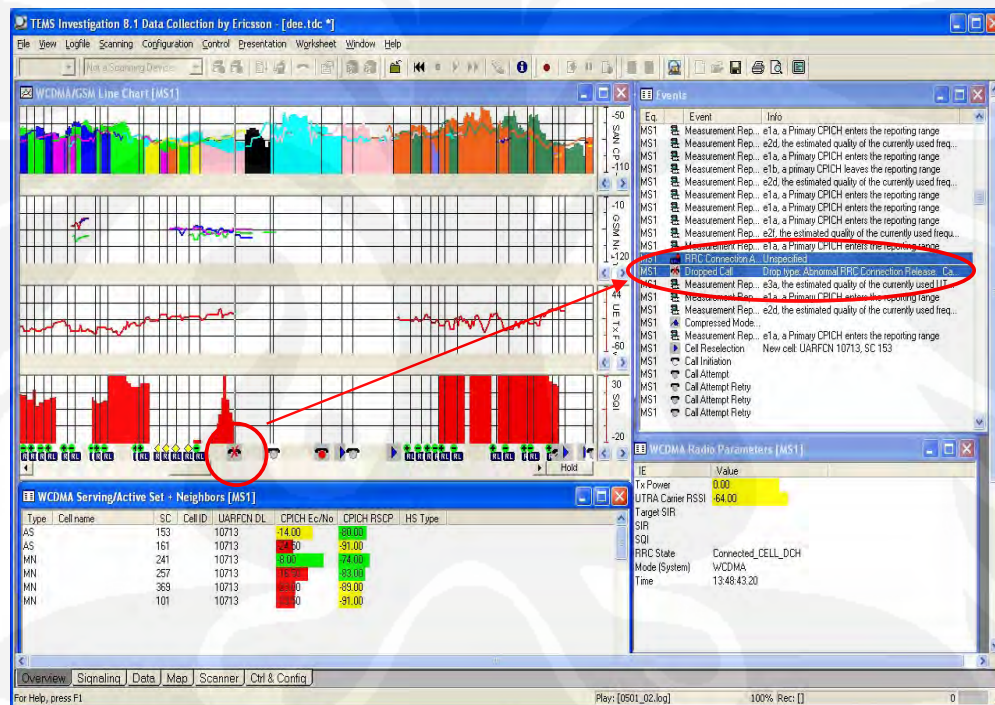 TEMS Investigation 8.1 Data Collection by Ericsson - [dee.tdc *]
File View Logfile Scanning Configuration Control Presentation Worksheet Window Help
Not a Scanning Device
WCDMA/GSM Line Chart [MS1]
-50
SAN CP
-110
-10
GSM N
-120
44
UE Tx P
-60
30
SQI
-20
Hold
Events
Eq. Event Info
MS1 Measurement Rep... e1a, a Primary CPICH enters the reporting range
MS1 Measurement Rep... e2d, the estimated quality of the currently used freq...
MS1 Measurement Rep... e1a, a Primary CPICH enters the reporting range
MS1 Measurement Rep... e1b, a primary CPICH leaves the reporting range
MS1 Measurement Rep... e2d, the estimated quality of the currently used freq...
MS1 Measurement Rep... e1a, a Primary CPICH enters the reporting range
MS1 Measurement Rep... e1a, a Primary CPICH enters the reporting range
MS1 Measurement Rep... e1a, a Primary CPICH enters the reporting range
MS1 Measurement Rep... e2f, the estimated quality of the currently used frequ...
MS1 Measurement Rep... e1a, a Primary CPICH enters the reporting range
MS1 RRC Connection A... Unspecified
MS1 Dropped Call Drop type: Abnormal RRC Connection Release. Ca...
MS1 Measurement Rep... e3a, the estimated quality of the currently used UT...
MS1 Measurement Rep... e1a, a Primary CPICH enters the reporting range
MS1 Measurement Rep... e2d, the estimated quality of the currently used freq...
MS1 Compressed Mode...
MS1 Measurement Rep... e1a, a Primary CPICH enters the reporting range
MS1 Cell Reselection New cell: UARFCN 10713, SC 153
MS1 Call Initiation
MS1 Call Attempt
MS1 Call Attempt Retry
MS1 Call Attempt Retry
MS1 Call Attempt Retry
WCDMA Serving/Active Set + Neighbors [MS1]
Type Cell name SC Cell ID UARFCN DL CPICH Ec/No CPICH RSCP HS Type
AS 153 10713 -14.00 -80.00
AS 161 10713 -91.00
MN 241 10713 -8.00 -74.00
MN 257 10713 -83.00
MN 369 10713 -89.00
MN 101 10713 -91.00
WCDMA Radio Parameters [MS1]
IE Value
Tx Power 0.00
UTRA Carrier RSSI -64.00
Target SIR
SIR
SQI
RRC State Connected_CELL_DCH
Mode (System) WCDMA
Time 13:48:43.20
Overview Signaling Data Map Scanner Ctrl & Config
For Help, press F1 Play: [0501_02.log] 100% Rec: [] 0